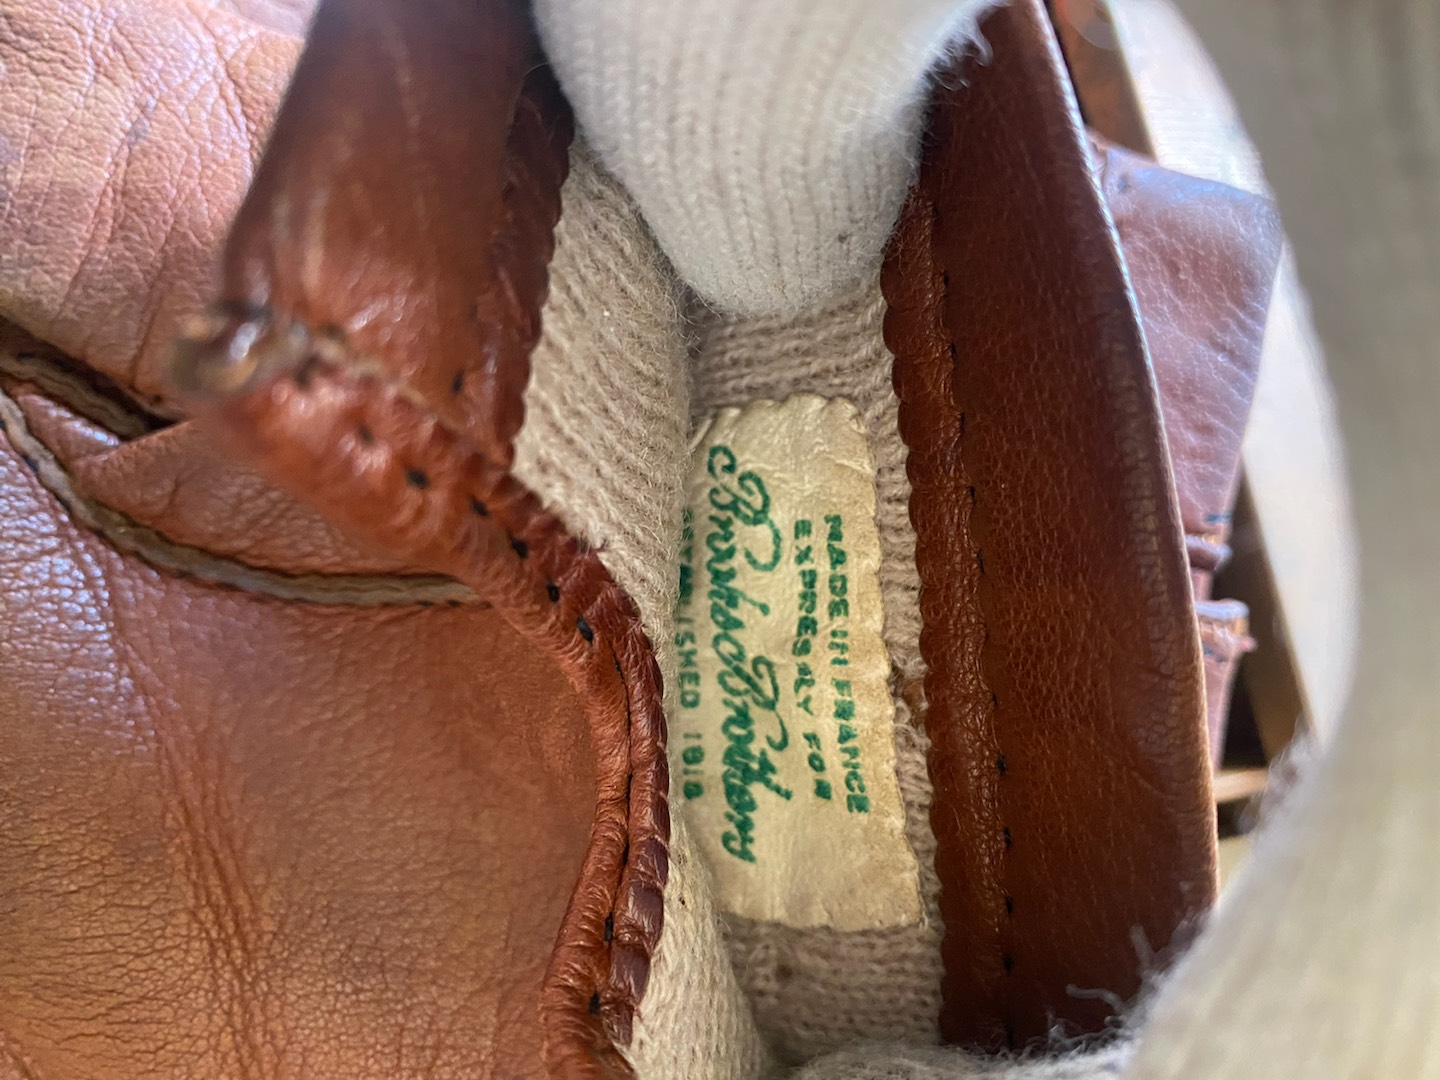 MADE IN FRANCE
EXPRESSLY FOR
Brooks Brothers
ESTABLISHED 1818